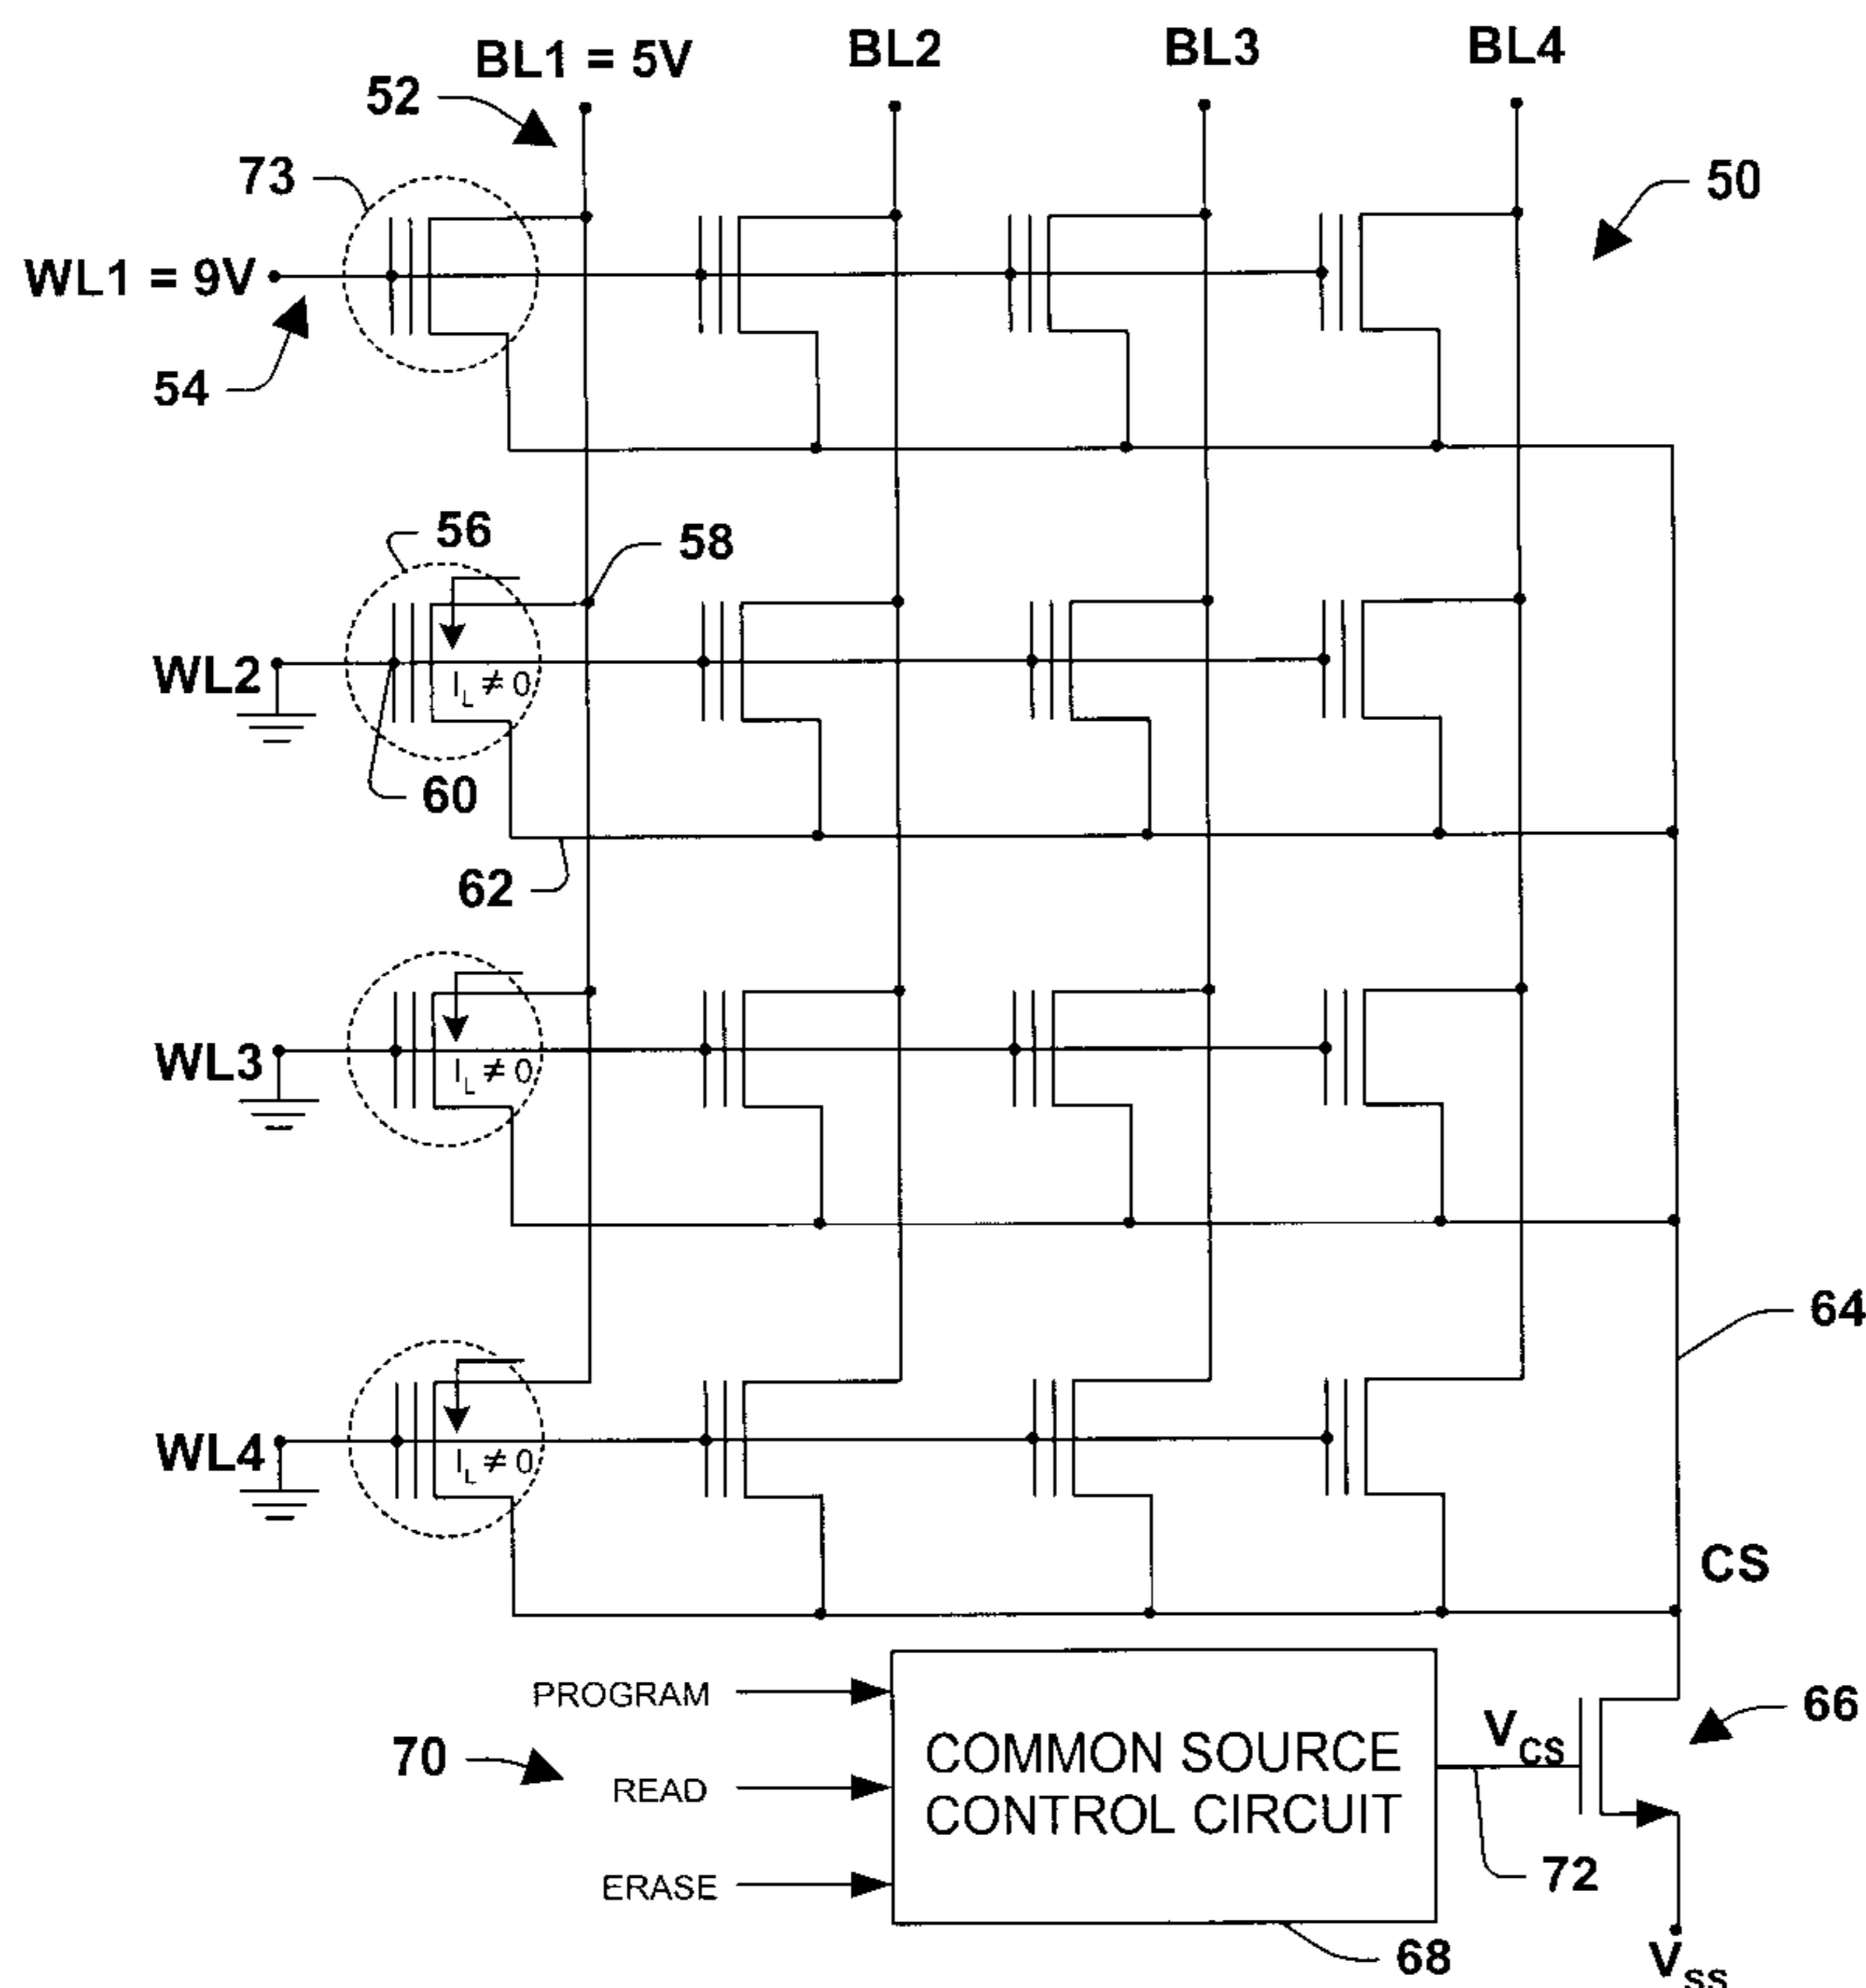 BL1 = 5V
BL2
BL3
BL4
52
73
50
WL1 = 9V
54
56
58
WL2
I_L ≠ 0
60
62
WL3
I_L ≠ 0
64
WL4
I_L ≠ 0
CS
PROGRAM
READ
ERASE
70
COMMON SOURCE
CONTROL CIRCUIT
V_CS
66
72
68
V_SS